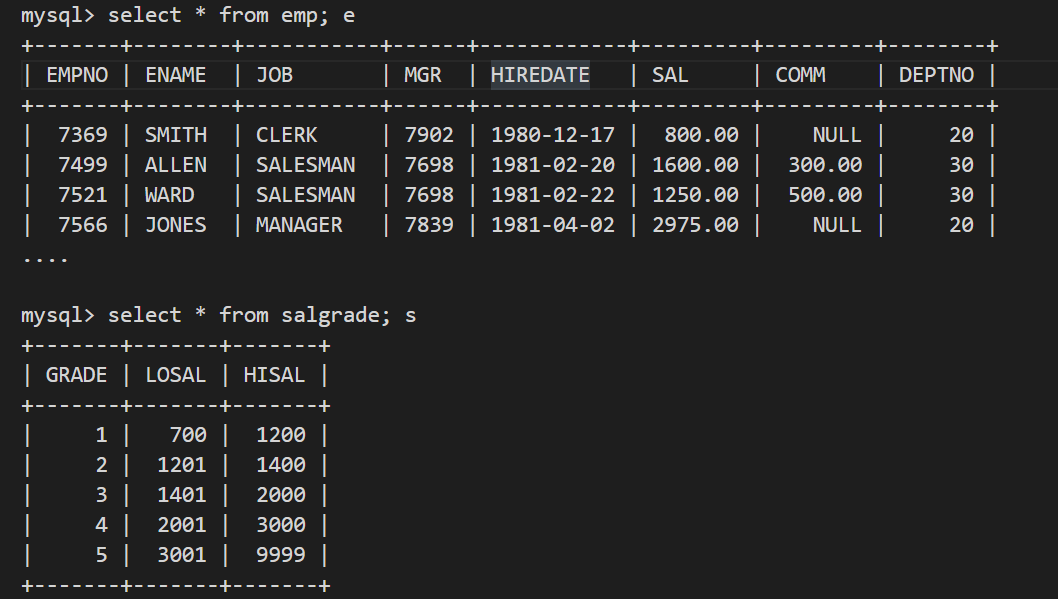 mysql> select * from emp; e
+-------+--------+-----------+------+------------+---------+---------+--------+
| EMPNO | ENAME  | JOB       | MGR  | HIREDATE   | SAL     | COMM    | DEPTNO |
+-------+--------+-----------+------+------------+---------+---------+--------+
|  7369 | SMITH  | CLERK     | 7902 | 1980-12-17 |  800.00 |    NULL |     20 |
|  7499 | ALLEN  | SALESMAN  | 7698 | 1981-02-20 | 1600.00 |  300.00 |     30 |
|  7521 | WARD   | SALESMAN  | 7698 | 1981-02-22 | 1250.00 |  500.00 |     30 |
|  7566 | JONES  | MANAGER   | 7839 | 1981-04-02 | 2975.00 |    NULL |     20 |
....
mysql> select * from salgrade; s
+-------+-------+-------+
| GRADE | LOSAL | HISAL |
+-------+-------+-------+
|     1 |   700 |  1200 |
|     2 |  1201 |  1400 |
|     3 |  1401 |  2000 |
|     4 |  2001 |  3000 |
|     5 |  3001 |  9999 |
+-------+-------+-------+